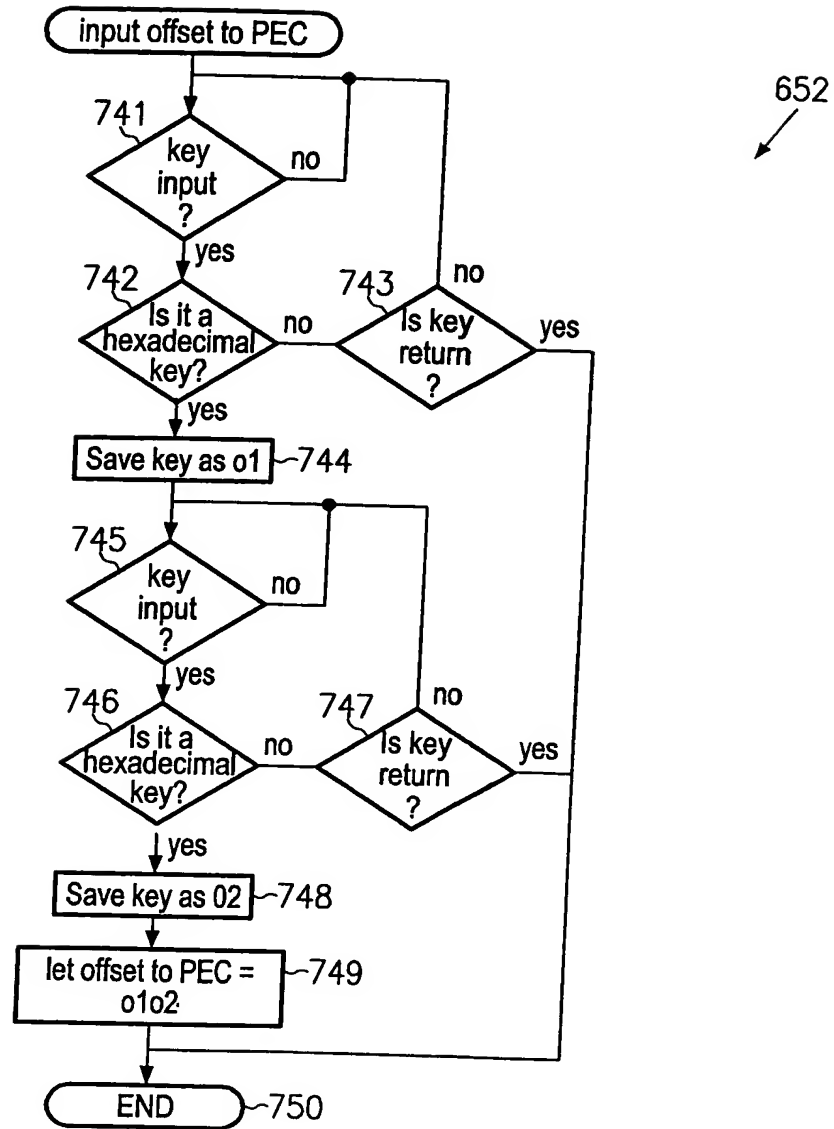 input offset to PEC
652
741
key
input
?
no
yes
742
Is it a
hexadecimal
key?
no
743
Is key
return
?
no
yes
yes
Save key as o1
744
745
key
input
?
no
yes
746
Is it a
hexadecimal
key?
no
747
Is key
return
?
no
yes
yes
Save key as 02
748
let offset to PEC =
o1o2
749
END
750